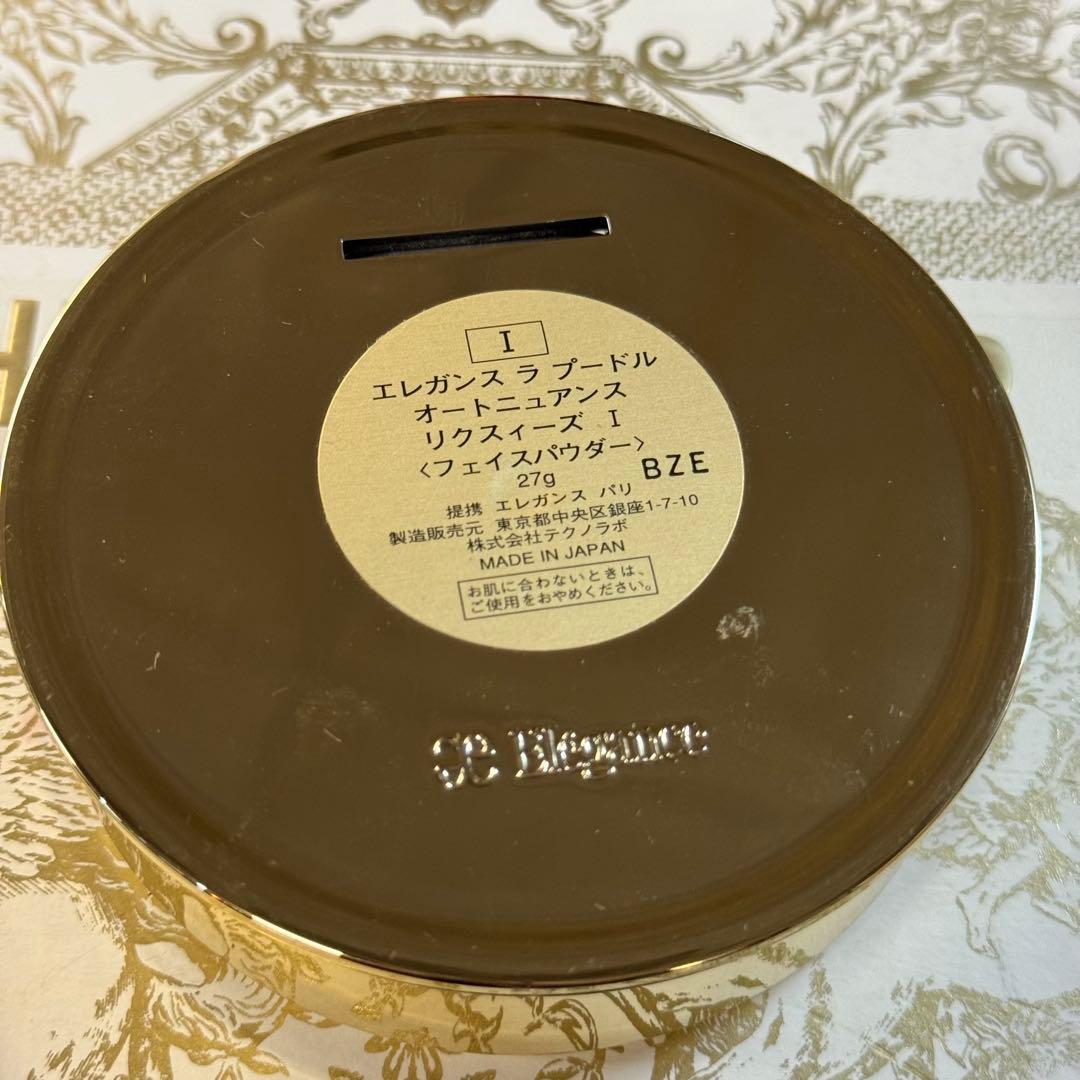 I
エレガンス ラ プードル
オートニュアンス
リクスィーズ I
〈フェイスパウダー〉
27g
BZE
提携 エレガンス パリ
製造販売元 東京都中央区銀座1-7-10
株式会社テクノラボ
MADE IN JAPAN
お肌に合わないときは、
ご使用をおやめください。
Elégance
H